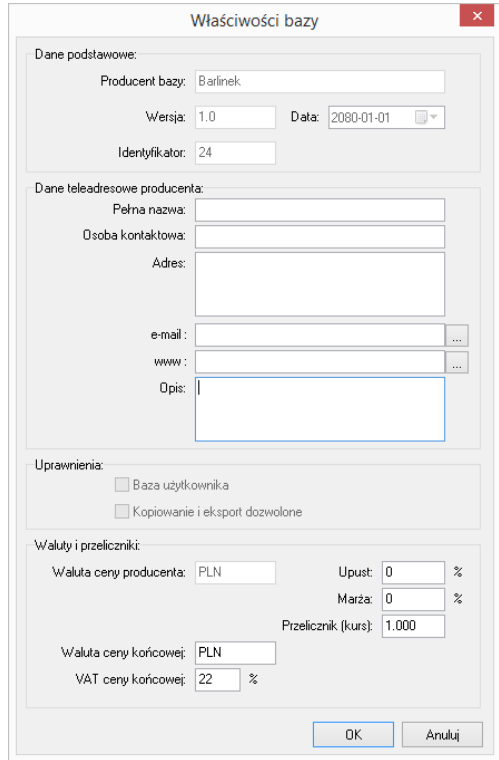 Właściwości bazy
Dane podstawowe:
Producent bazy: Barlinek
Wersja: 1.0 Data: 2080-01-01
Identyfikator: 24
Dane teleadresowe producenta:
Pełna nazwa:
Osoba kontaktowa:
Adres:
e-mail : ...
www : ...
Opis:
Uprawnienia:
Baza użytkownika
Kopiowanie i eksport dozwolone
Waluty i przeliczniki:
Waluta ceny producenta: PLN Upust: 0 %
Marża: 0 %
Przelicznik (kurs): 1.000
Waluta ceny końcowej: PLN
VAT ceny końcowej: 22 %
OK Anuluj